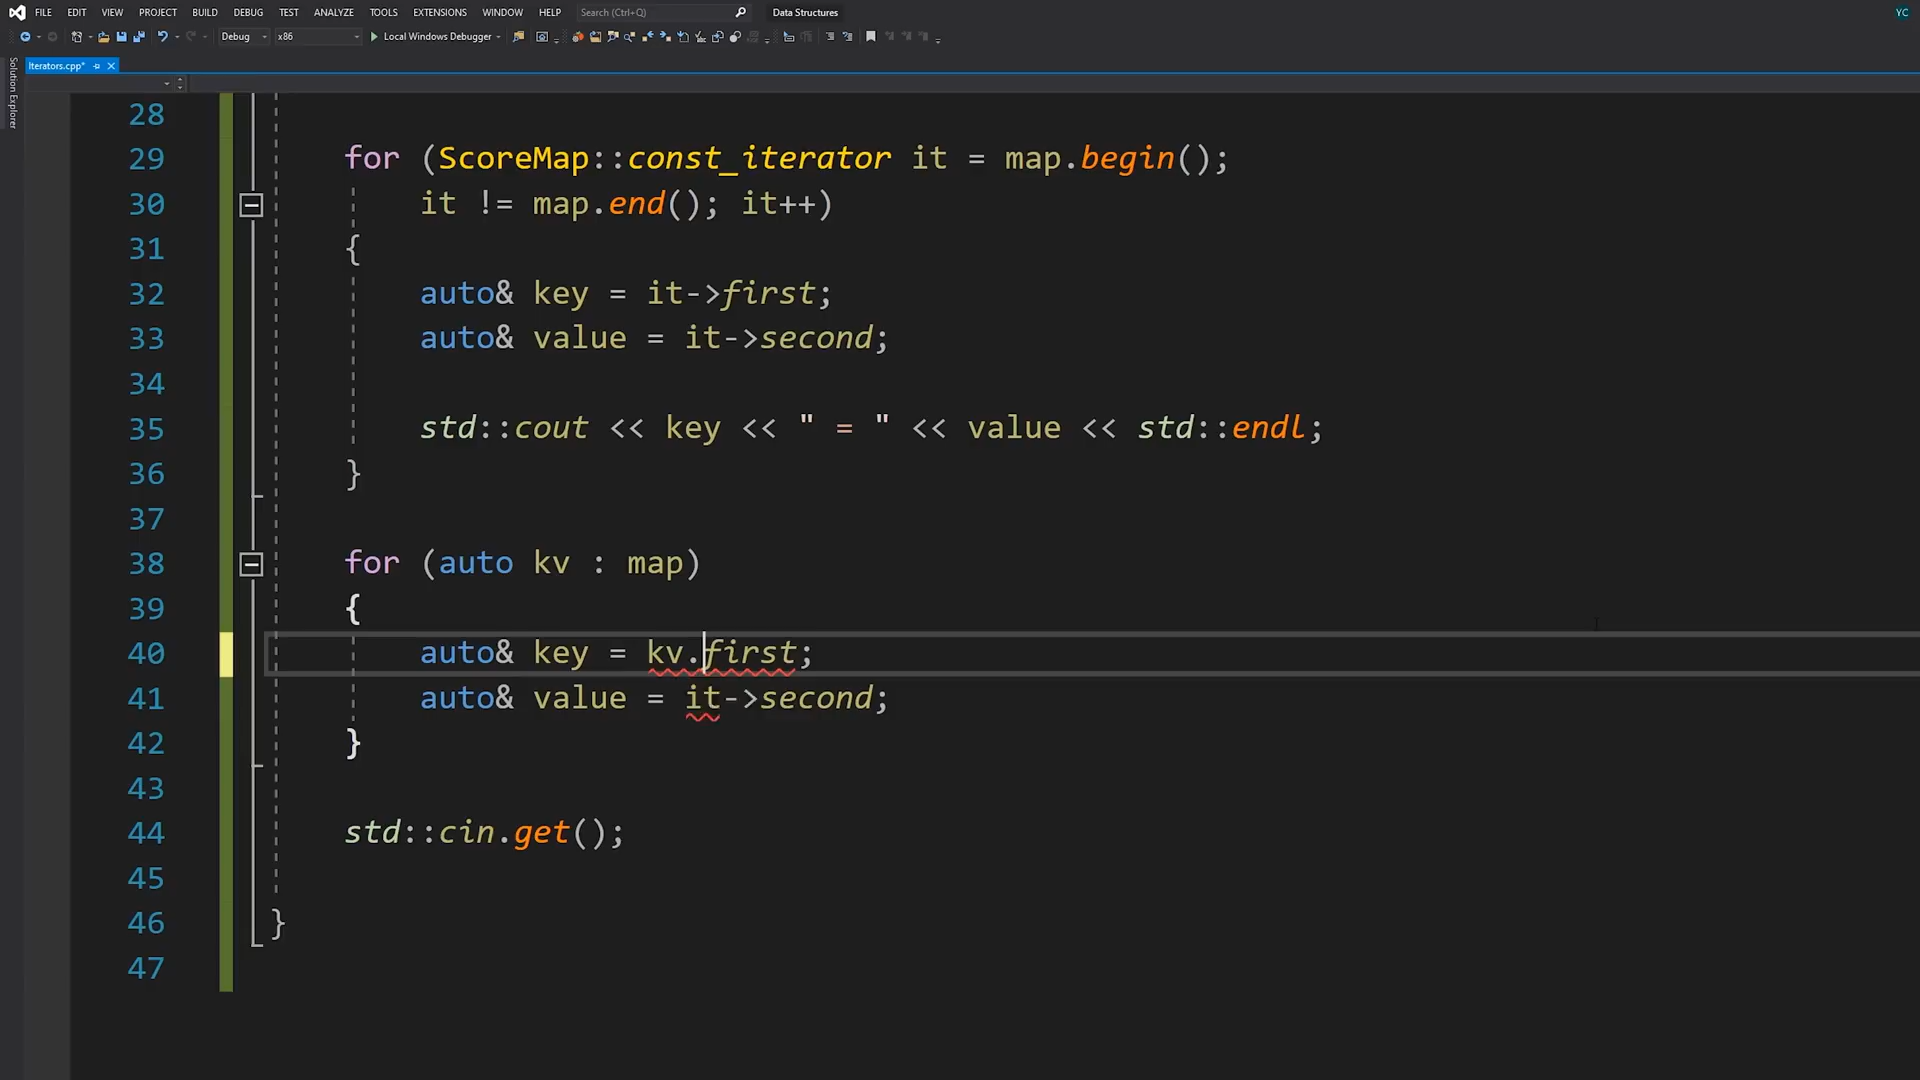 FILE EDIT VIEW PROJECT BUILD DEBUG TEST ANALYZE TOOLS EXTENSIONS WINDOW HELP Search (Ctrl+Q) Data Structures YC
Debug x86 Local Windows Debugger
Iterators.cpp*
Solution Explorer
28
29 for (ScoreMap::const_iterator it = map.begin();
30 it != map.end(); it++)
31 {
32 auto& key = it->first;
33 auto& value = it->second;
34
35 std::cout << key << " = " << value << std::endl;
36 }
37
38 for (auto kv : map)
39 {
40 auto& key = kv.first;
41 auto& value = it->second;
42 }
43
44 std::cin.get();
45
46 }
47